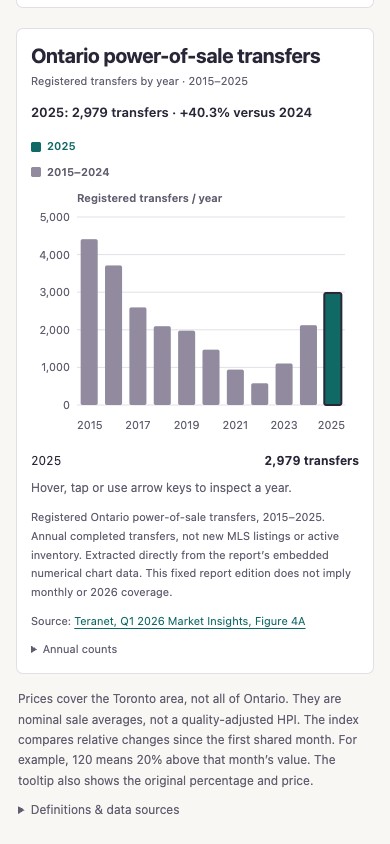 Ontario power-of-sale transfers
Registered transfers by year · 2015–2025
2025: 2,979 transfers · +40.3% versus 2024
2025
2015–2024
Registered transfers / year
5,000
4,000
3,000
2,000
1,000
0
2015 2017 2019 2021 2023 2025
2025 2,979 transfers
Hover, tap or use arrow keys to inspect a year.
Registered Ontario power-of-sale transfers, 2015–2025.
Annual completed transfers, not new MLS listings or active
inventory. Extracted directly from the report's embedded
numerical chart data. This fixed report edition does not imply
monthly or 2026 coverage.
Source: Teranet, Q1 2026 Market Insights, Figure 4A
▶ Annual counts
Prices cover the Toronto area, not all of Ontario. They are
nominal sale averages, not a quality-adjusted HPI. The index
compares relative changes since the first shared month. For
example, 120 means 20% above that month's value. The
tooltip also shows the original percentage and price.
▶ Definitions & data sources